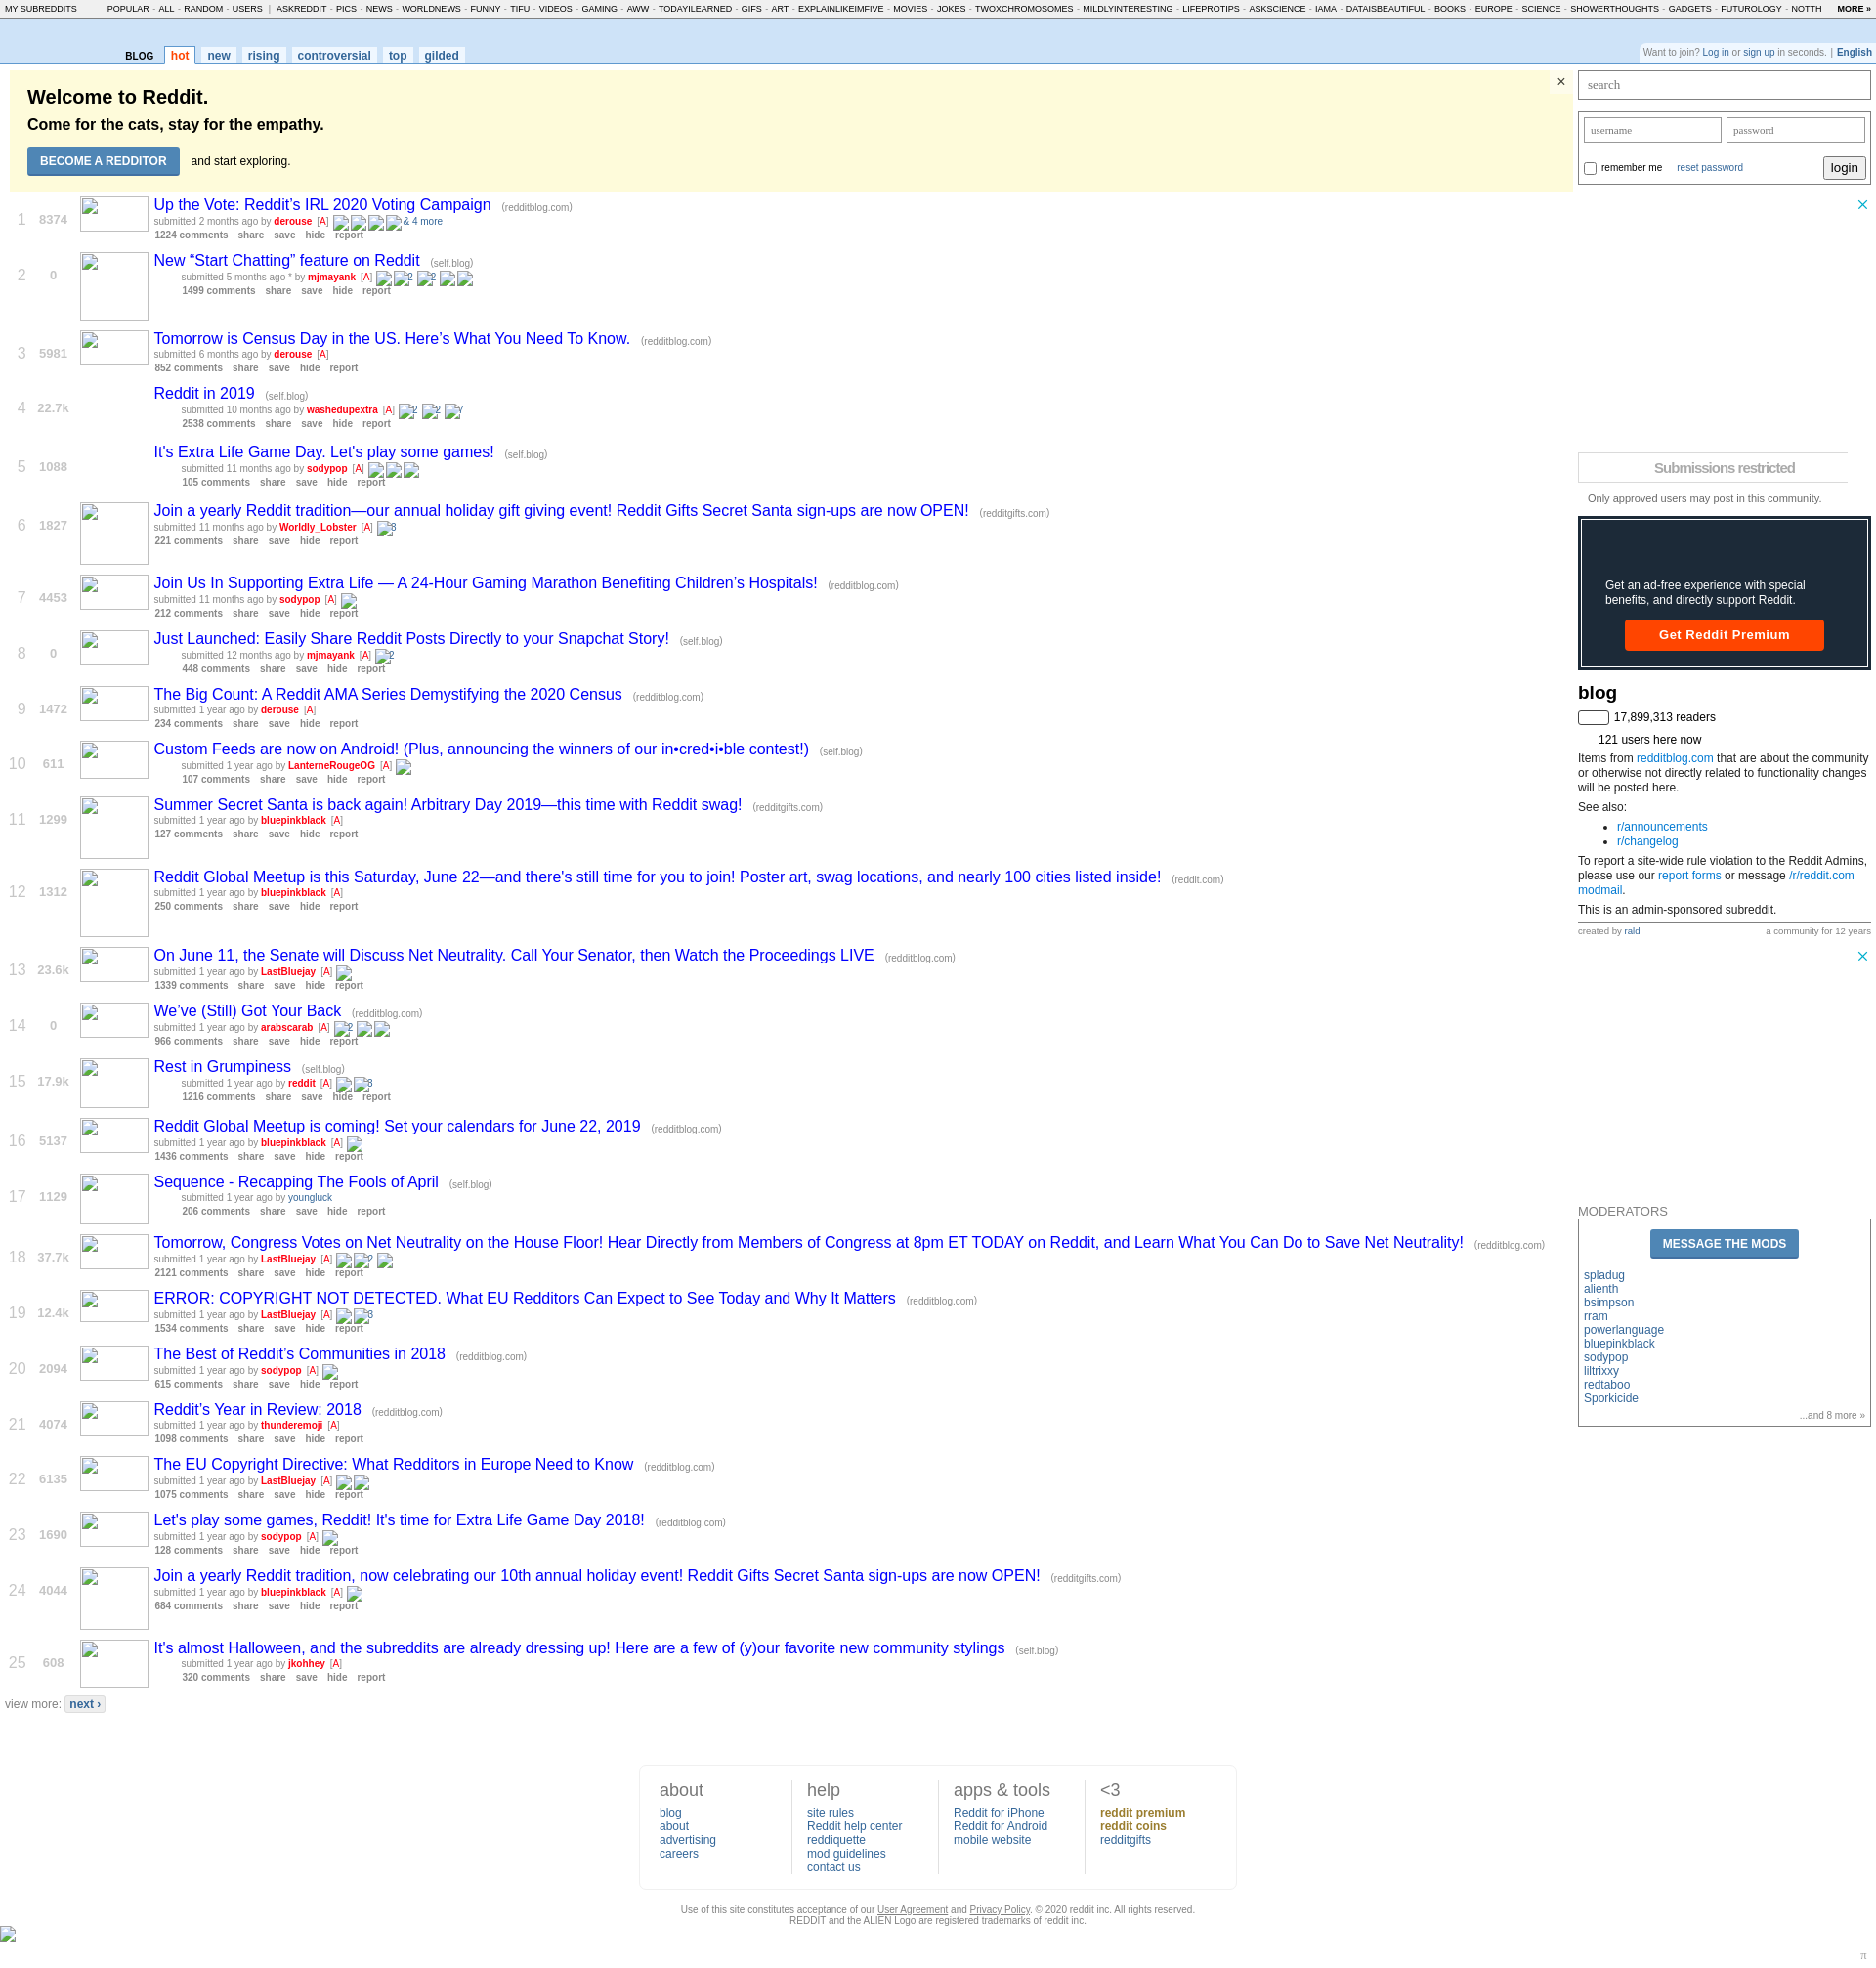 MY SUBREDDITS POPULAR - ALL - RANDOM - USERS | ASKREDDIT - PICS - NEWS - WORLDNEWS - FUNNY - TIFU - VIDEOS - GAMING - AWW - TODAYILEARNED - GIFS - ART - EXPLAINLIKEIMFIVE - MOVIES - JOKES - TWOXCHROMOSOMES - MILDLYINTERESTING - LIFEPROTIPS - ASKSCIENCE - IAMA - DATAISBEAUTIFUL - BOOKS - EUROPE - SCIENCE - SHOWERTHOUGHTS - GADGETS - FUTUROLOGY - NOTTH MORE »
BLOG hot new rising controversial top gilded
Want to join? Log in or sign up in seconds. | English
Welcome to Reddit.
Come for the cats, stay for the empathy.
BECOME A REDDITOR and start exploring.
×
1 8374
Up the Vote: Reddit’s IRL 2020 Voting Campaign (redditblog.com)
submitted 2 months ago by derouse [A] & 4 more
1224 comments share save hide report
2 0
New “Start Chatting” feature on Reddit (self.blog)
submitted 5 months ago * by mjmayank [A] 2 2
1499 comments share save hide report
3 5981
Tomorrow is Census Day in the US. Here’s What You Need To Know. (redditblog.com)
submitted 6 months ago by derouse [A]
852 comments share save hide report
4 22.7k
Reddit in 2019 (self.blog)
submitted 10 months ago by washedupextra [A] 2 2 7
2538 comments share save hide report
5 1088
It's Extra Life Game Day. Let's play some games! (self.blog)
submitted 11 months ago by sodypop [A]
105 comments share save hide report
6 1827
Join a yearly Reddit tradition—our annual holiday gift giving event! Reddit Gifts Secret Santa sign-ups are now OPEN! (redditgifts.com)
submitted 11 months ago by Worldly_Lobster [A] 3
221 comments share save hide report
7 4453
Join Us In Supporting Extra Life — A 24-Hour Gaming Marathon Benefiting Children’s Hospitals! (redditblog.com)
submitted 11 months ago by sodypop [A]
212 comments share save hide report
8 0
Just Launched: Easily Share Reddit Posts Directly to your Snapchat Story! (self.blog)
submitted 12 months ago by mjmayank [A] 2
448 comments share save hide report
9 1472
The Big Count: A Reddit AMA Series Demystifying the 2020 Census (redditblog.com)
submitted 1 year ago by derouse [A]
234 comments share save hide report
10 611
Custom Feeds are now on Android! (Plus, announcing the winners of our in•cred•i•ble contest!) (self.blog)
submitted 1 year ago by LanterneRougeOG [A]
107 comments share save hide report
11 1299
Summer Secret Santa is back again! Arbitrary Day 2019—this time with Reddit swag! (redditgifts.com)
submitted 1 year ago by bluepinkblack [A]
127 comments share save hide report
12 1312
Reddit Global Meetup is this Saturday, June 22—and there's still time for you to join! Poster art, swag locations, and nearly 100 cities listed inside! (reddit.com)
submitted 1 year ago by bluepinkblack [A]
250 comments share save hide report
13 23.6k
On June 11, the Senate will Discuss Net Neutrality. Call Your Senator, then Watch the Proceedings LIVE (redditblog.com)
submitted 1 year ago by LastBluejay [A]
1339 comments share save hide report
14 0
We’ve (Still) Got Your Back (redditblog.com)
submitted 1 year ago by arabscarab [A] 2
966 comments share save hide report
15 17.9k
Rest in Grumpiness (self.blog)
submitted 1 year ago by reddit [A] 3
1216 comments share save hide report
16 5137
Reddit Global Meetup is coming! Set your calendars for June 22, 2019 (redditblog.com)
submitted 1 year ago by bluepinkblack [A]
1436 comments share save hide report
17 1129
Sequence - Recapping The Fools of April (self.blog)
submitted 1 year ago by youngluck
206 comments share save hide report
18 37.7k
Tomorrow, Congress Votes on Net Neutrality on the House Floor! Hear Directly from Members of Congress at 8pm ET TODAY on Reddit, and Learn What You Can Do to Save Net Neutrality! (redditblog.com)
submitted 1 year ago by LastBluejay [A] 2
2121 comments share save hide report
19 12.4k
ERROR: COPYRIGHT NOT DETECTED. What EU Redditors Can Expect to See Today and Why It Matters (redditblog.com)
submitted 1 year ago by LastBluejay [A] 3
1534 comments share save hide report
20 2094
The Best of Reddit’s Communities in 2018 (redditblog.com)
submitted 1 year ago by sodypop [A]
615 comments share save hide report
21 4074
Reddit’s Year in Review: 2018 (redditblog.com)
submitted 1 year ago by thunderemoji [A]
1098 comments share save hide report
22 6135
The EU Copyright Directive: What Redditors in Europe Need to Know (redditblog.com)
submitted 1 year ago by LastBluejay [A]
1075 comments share save hide report
23 1690
Let's play some games, Reddit! It's time for Extra Life Game Day 2018! (redditblog.com)
submitted 1 year ago by sodypop [A]
128 comments share save hide report
24 4044
Join a yearly Reddit tradition, now celebrating our 10th annual holiday event! Reddit Gifts Secret Santa sign-ups are now OPEN! (redditgifts.com)
submitted 1 year ago by bluepinkblack [A]
684 comments share save hide report
25 608
It's almost Halloween, and the subreddits are already dressing up! Here are a few of (y)our favorite new community stylings (self.blog)
submitted 1 year ago by jkohhey [A]
320 comments share save hide report
view more: next ›
search
username password
remember me reset password login
Submissions restricted
Only approved users may post in this community.
Get an ad-free experience with special
benefits, and directly support Reddit.
Get Reddit Premium
blog
17,899,313 readers
121 users here now
Items from redditblog.com that are about the community
or otherwise not directly related to functionality changes
will be posted here.
See also:
• r/announcements
• r/changelog
To report a site-wide rule violation to the Reddit Admins,
please use our report forms or message /r/reddit.com
modmail.
This is an admin-sponsored subreddit.
created by raldi a community for 12 years
MODERATORS
MESSAGE THE MODS
spladug
alienth
bsimpson
rram
powerlanguage
bluepinkblack
sodypop
liltrixxy
redtaboo
Sporkicide
...and 8 more »
about
blog
about
advertising
careers
help
site rules
Reddit help center
reddiquette
mod guidelines
contact us
apps & tools
Reddit for iPhone
Reddit for Android
mobile website
<3
reddit premium
reddit coins
redditgifts
Use of this site constitutes acceptance of our User Agreement and Privacy Policy. © 2020 reddit inc. All rights reserved.
REDDIT and the ALIEN Logo are registered trademarks of reddit inc.
π